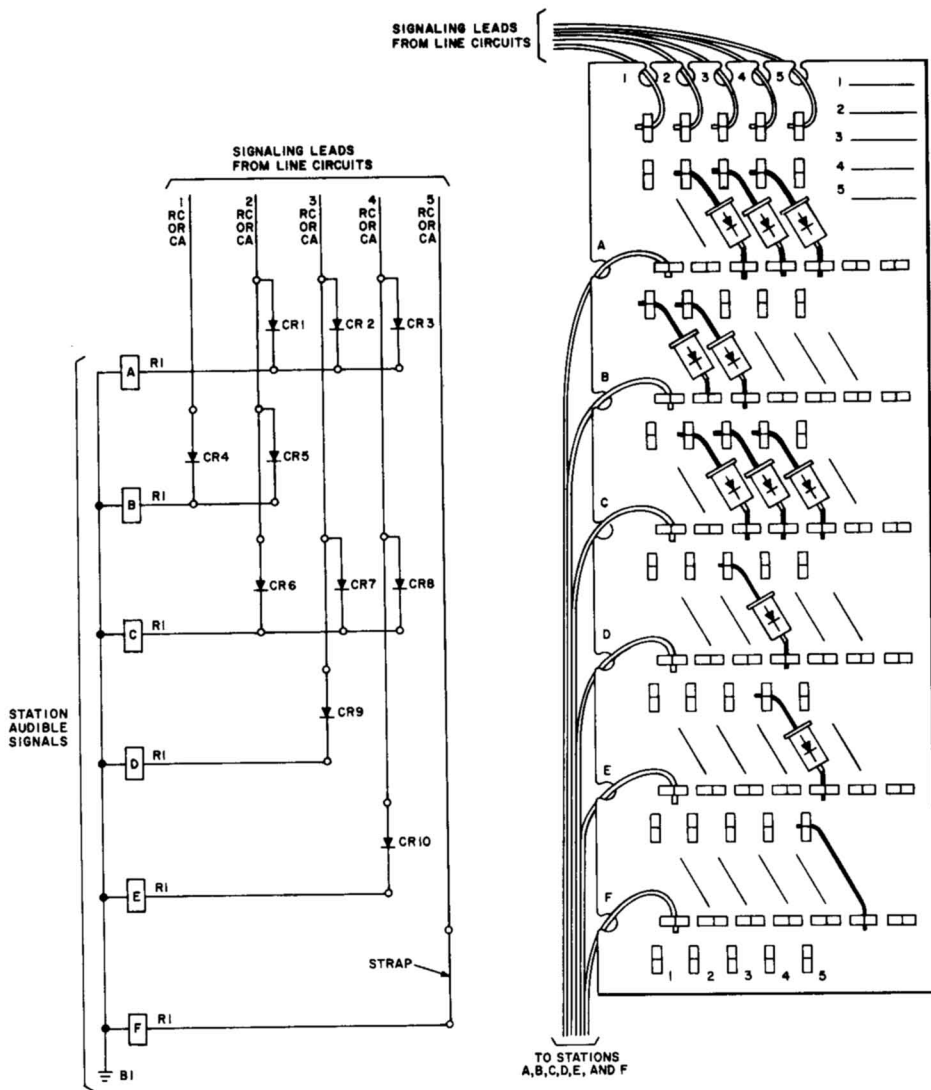 SIGNALING LEADS
FROM LINE CIRCUITS
1 2 3 4 5
1
2
3
4
5
A
B
C
D
E
F
1 2 3 4 5
TO STATIONS
A,B,C,D,E, AND F
SIGNALING LEADS
FROM LINE CIRCUITS
1 2 3 4 5
RC RC RC RC RC
OR OR OR OR OR
CA CA CA CA CA
CR1 CR2 CR3
A R1
CR4 CR5
B R1
CR6 CR7 CR8
C R1
CR9
STATION
AUDIBLE
SIGNALS
D R1
CR10
E R1
STRAP
F R1
B1